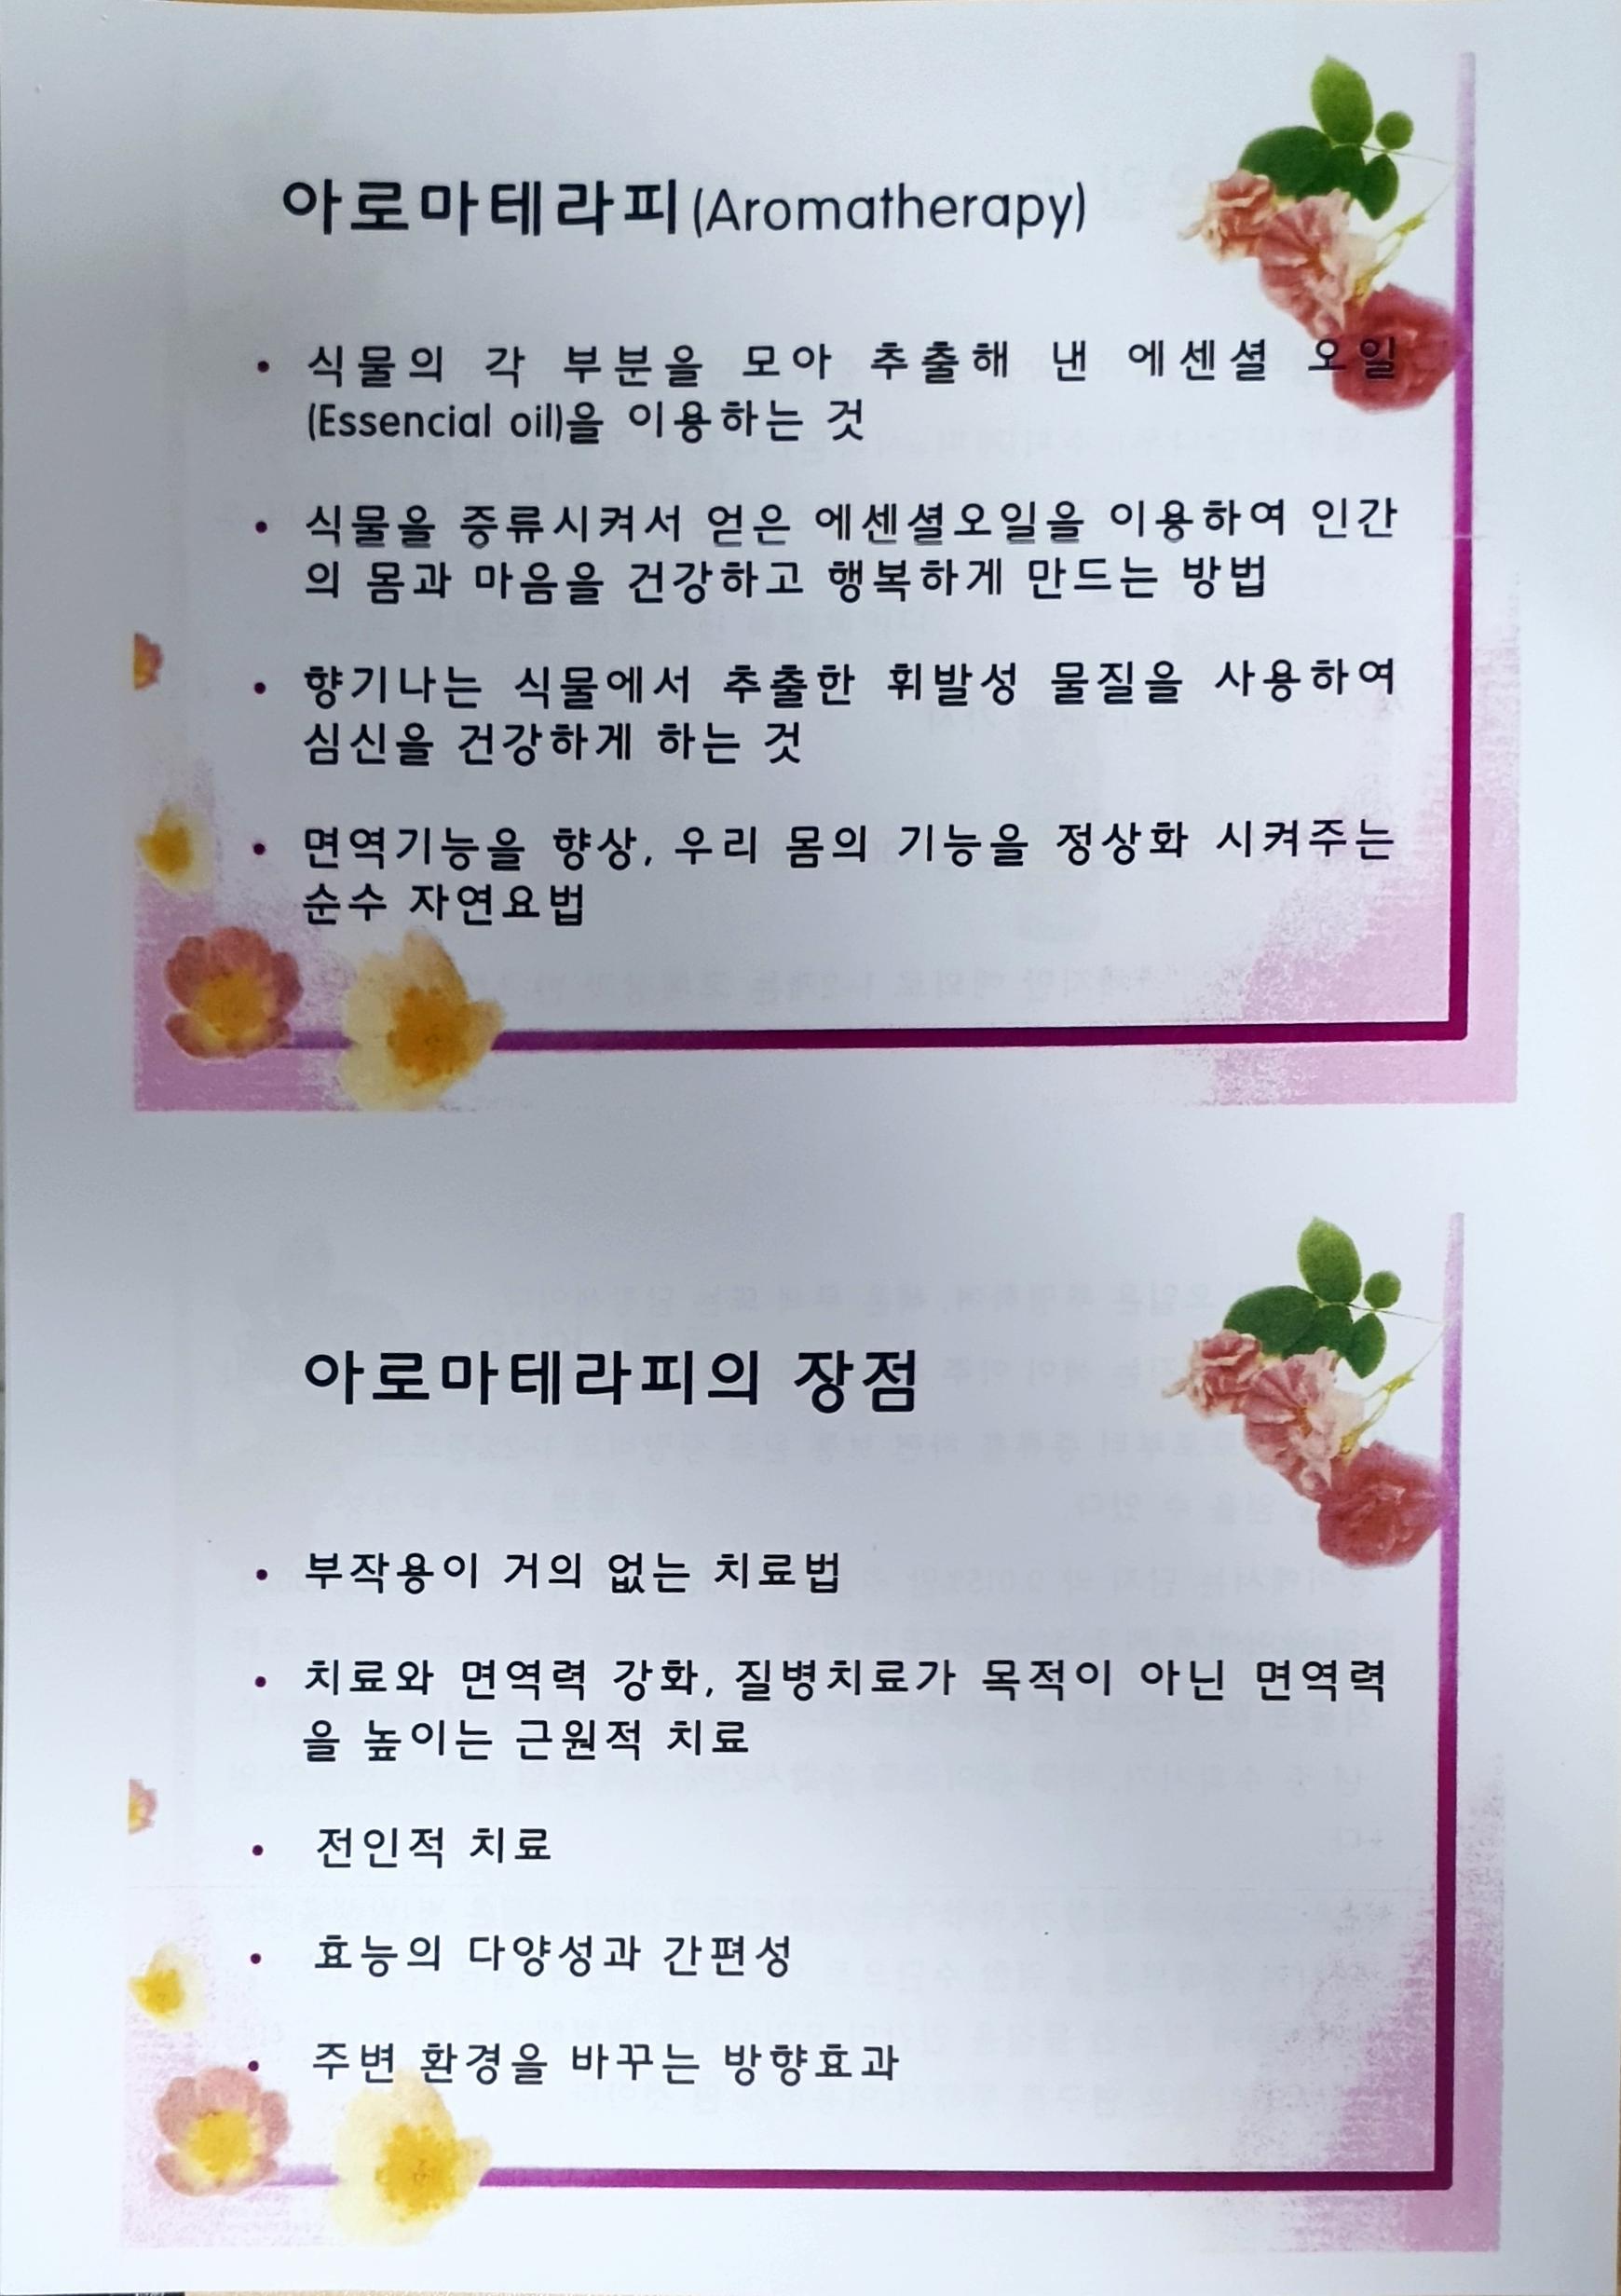 아로마테라피(Aromatherapy)
• 식물의 각 부분을 모아 추출해 낸 에센셜 오일
(Essencial oil)을 이용하는 것
• 식물을 증류시켜서 얻은 에센셜오일을 이용하여 인간
의 몸과 마음을 건강하고 행복하게 만드는 방법
• 향기나는 식물에서 추출한 휘발성 물질을 사용하여
심신을 건강하게 하는 것
• 면역기능을 향상, 우리 몸의 기능을 정상화 시켜주는
순수 자연요법
아로마테라피의 장점
• 부작용이 거의 없는 치료법
• 치료와 면역력 강화, 질병치료가 목적이 아닌 면역력
을 높이는 근원적 치료
• 전인적 치료
• 효능의 다양성과 간편성
• 주변 환경을 바꾸는 방향효과